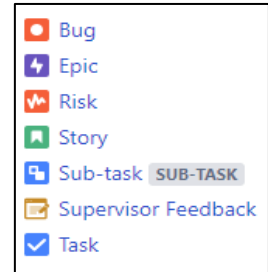 Bug
Epic
Risk
Story
Sub-task SUB-TASK
Supervisor Feedback
Task